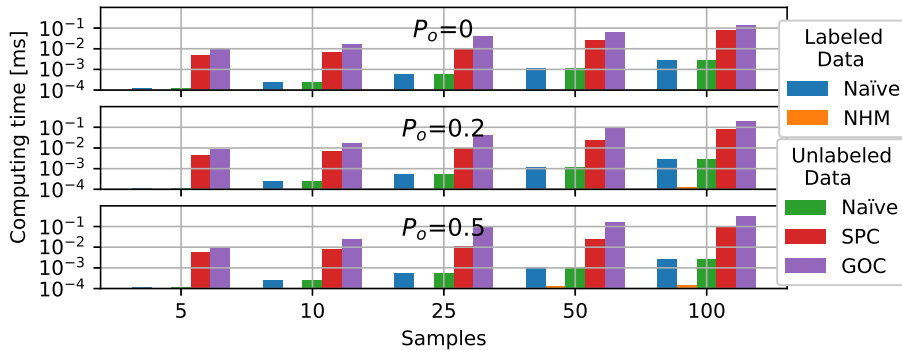 Computing time [ms]
P_o=0
10^-1
10^-2
10^-3
10^-4
P_o=0.2
10^-1
10^-2
10^-3
10^-4
P_o=0.5
10^-1
10^-2
10^-3
10^-4
5 10 25 50 100
Samples
Labeled
Data
Naïve
NHM
Unlabeled
Data
Naïve
SPC
GOC